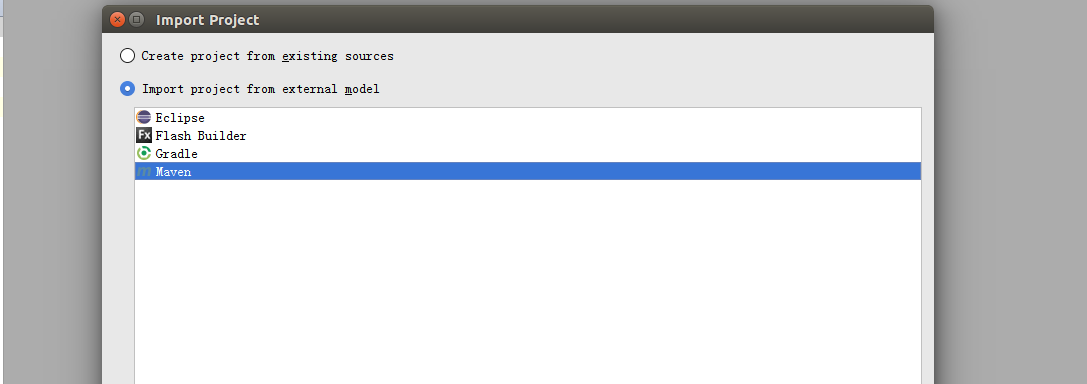 Import Project
Create project from existing sources
Import project from external model
Eclipse
Fx Flash Builder
Gradle
m Maven